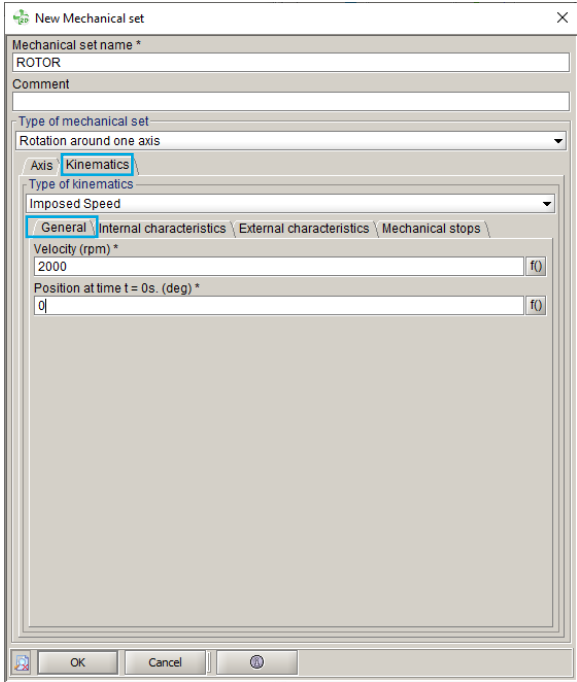 New Mechanical set
Mechanical set name *
ROTOR
Comment
Type of mechanical set
Rotation around one axis
Axis Kinematics
Type of kinematics
Imposed Speed
General Internal characteristics External characteristics Mechanical stops
Velocity (rpm) *
2000 f()
Position at time t = 0s. (deg) *
0 f()
OK Cancel